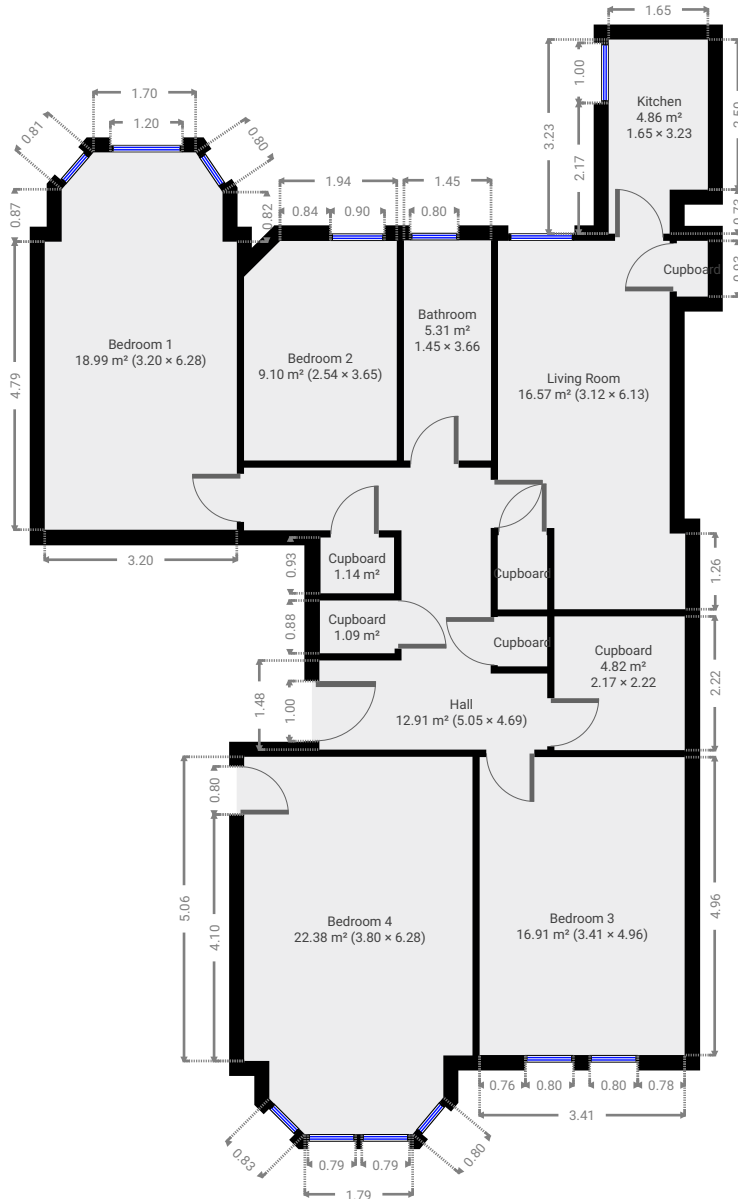 1.65
1.00
3.23
2.17
Kitchen
4.86 m²
1.65 × 3.23
1.70
1.20
0.81
0.80
0.87
0.82
1.94
0.84
0.90
1.45
0.80
Cupboard
Bathroom
5.31 m²
1.45 × 3.66
Bedroom 1
18.99 m² (3.20 × 6.28)
Bedroom 2
9.10 m² (2.54 × 3.65)
Living Room
16.57 m² (3.12 × 6.13)
4.79
3.20
0.93
Cupboard
1.14 m²
Cupboard
1.26
0.88
Cupboard
1.09 m²
Cupboard
Cupboard
4.82 m²
2.17 × 2.22
2.22
1.48
1.00
Hall
12.91 m² (5.05 × 4.69)
0.80
5.06
4.10
Bedroom 4
22.38 m² (3.80 × 6.28)
Bedroom 3
16.91 m² (3.41 × 4.96)
4.96
0.76
0.80
0.80
0.78
3.41
0.83
0.79
0.79
0.80
1.79